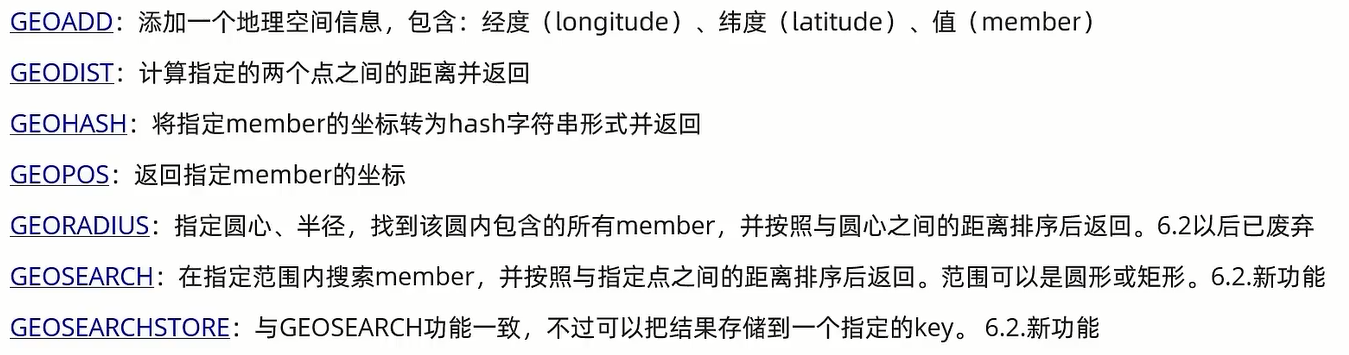 GEOADD：添加一个地理空间信息，包含：经度（longitude）、纬度（latitude）、值（member）
GEODIST：计算指定的两个点之间的距离并返回
GEOHASH：将指定member的坐标转为hash字符串形式并返回
GEOPOS：返回指定member的坐标
GEORADIUS：指定圆心、半径，找到该圆内包含的所有member，并按照与圆心之间的距离排序后返回。6.2以后已废弃
GEOSEARCH：在指定范围内搜索member，并按照与指定点之间的距离排序后返回。范围可以是圆形或矩形。6.2.新功能
GEOSEARCHSTORE：与GEOSEARCH功能一致，不过可以把结果存储到一个指定的key。 6.2.新功能